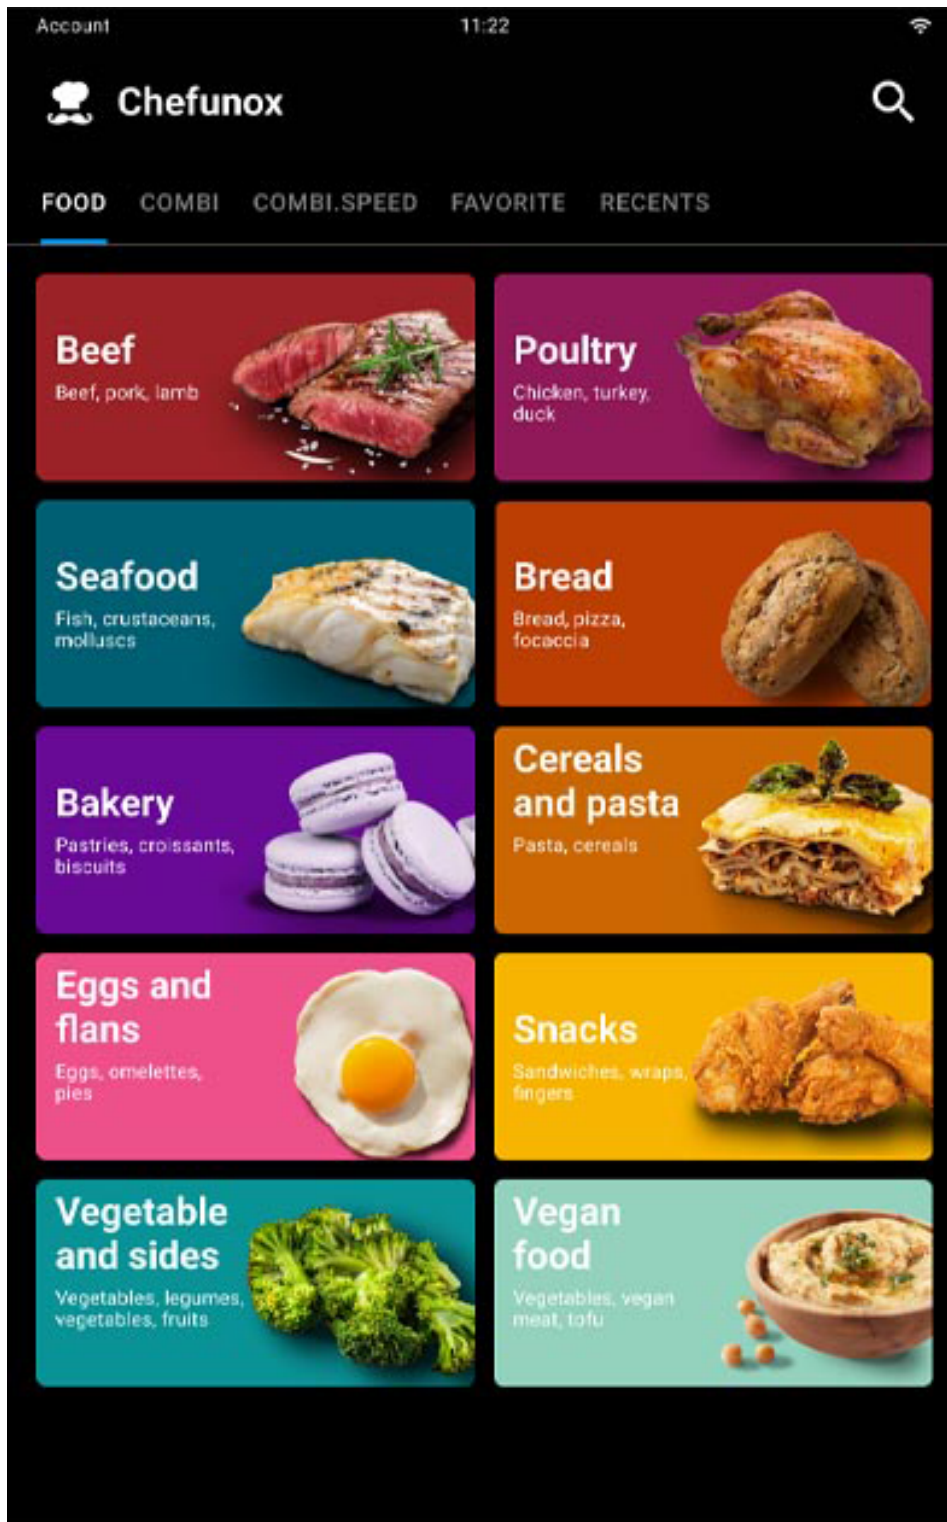 Account 11:22
Chefunox
FOOD COMBI COMBI.SPEED FAVORITE RECENTS
Beef
Beef, pork, lamb
Poultry
Chicken, turkey,
duck
Seafood
Fish, crustaceans,
molluscs
Bread
Bread, pizza,
focaccia
Bakery
Pastries, croissants,
biscuits
Cereals
and pasta
Pasta, cereals
Eggs and
flans
Eggs, omelettes,
pies
Snacks
Sandwiches, wraps,
fingers
Vegetable
and sides
Vegetables, legumes,
vegetables, fruits
Vegan
food
Vegetables, vegan
meat, tofu